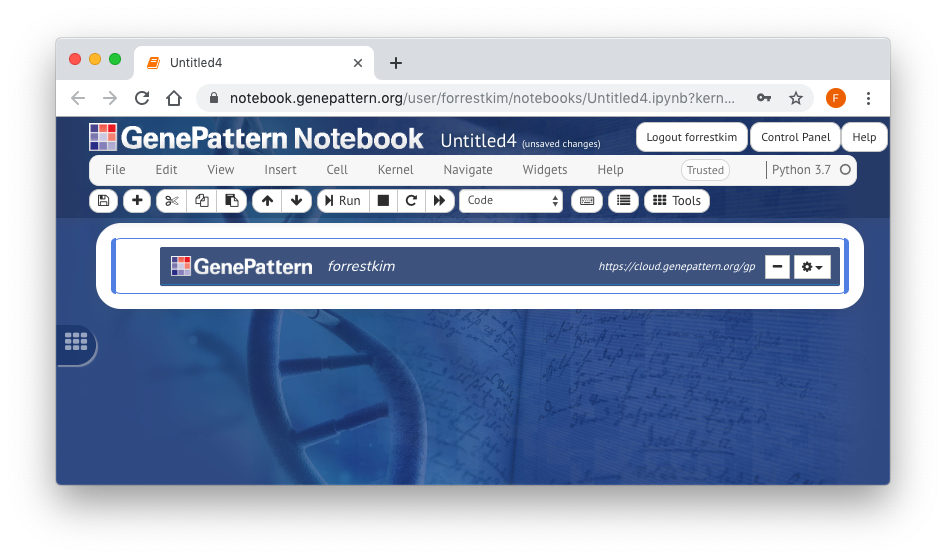 Untitled4
notebook.genepattern.org/user/forrestkim/notebooks/Untitled4.ipynb?kern...
F
GenePattern Notebook Untitled4 (unsaved changes) Logout forrestkim Control Panel Help
File Edit View Insert Cell Kernel Navigate Widgets Help Trusted Python 3.7
Run Code Tools
GenePattern forrestkim https://cloud.genepattern.org/gp